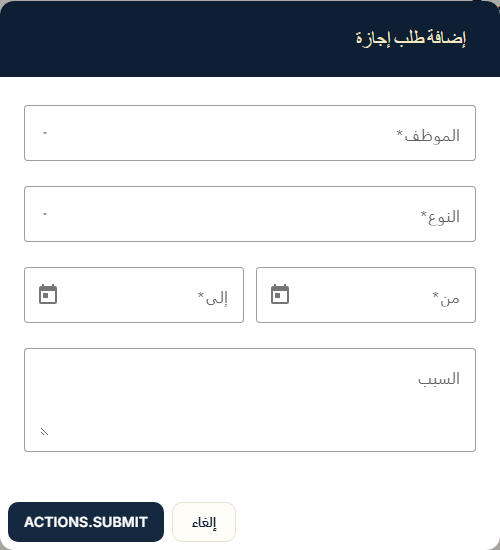 إضافة طلب إجازة
الموظف*
النوع*
من*
إلى*
السبب
إلغاء
ACTIONS.SUBMIT